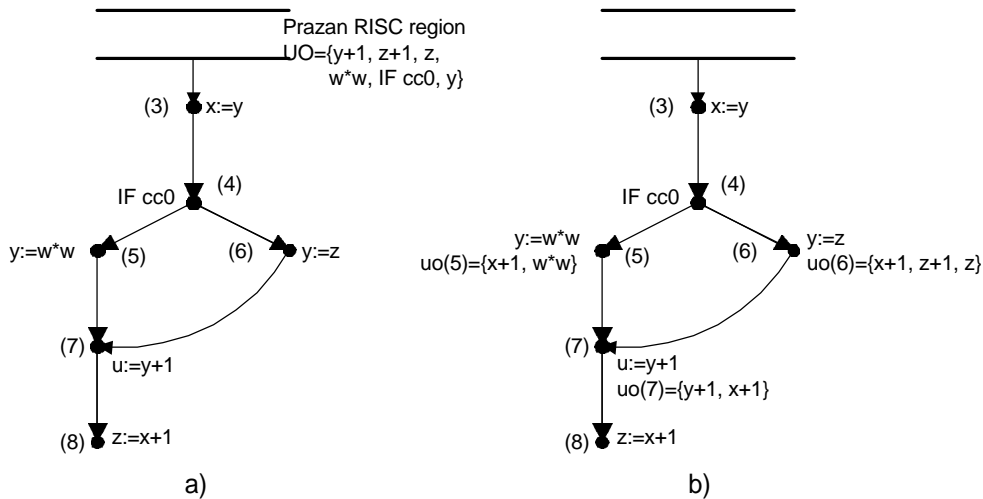 Prazan RISC region
UO={y+1, z+1, z,
w*w, IF cc0, y}
(3)
x:=y
(4)
IF cc0
y:=w*w
(5)
(6)
y:=z
(7)
u:=y+1
(8)
z:=x+1
a)
(3)
x:=y
(4)
IF cc0
y:=w*w
uo(5)={x+1, w*w}
(5)
(6)
y:=z
uo(6)={x+1, z+1, z}
(7)
u:=y+1
uo(7)={y+1, x+1}
(8)
z:=x+1
b)